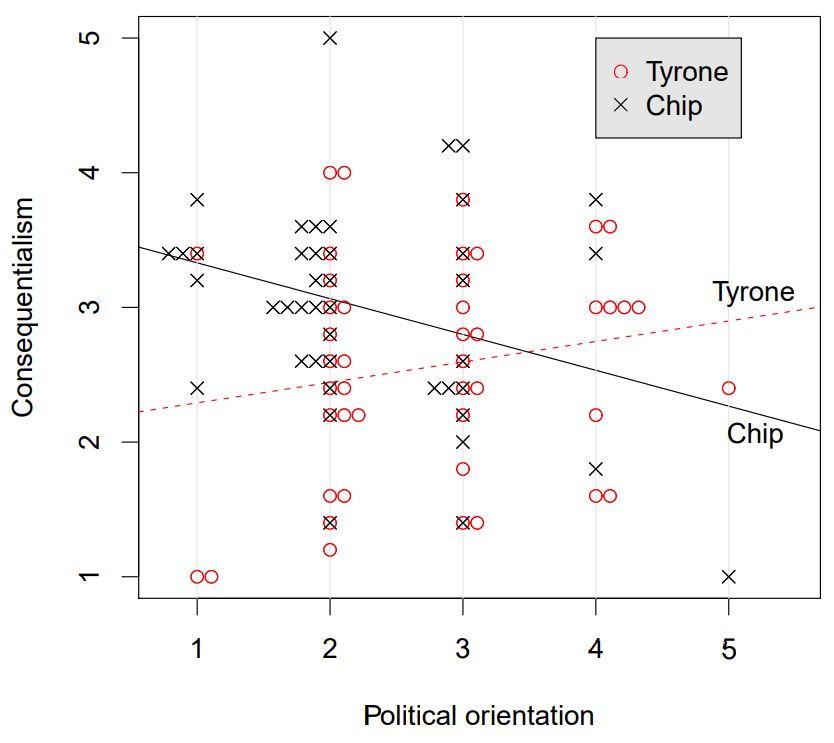 5
4
3
2
1
Consequentialism
Tyrone
Chip
Tyrone
Chip
1 2 3 4 5
Political orientation